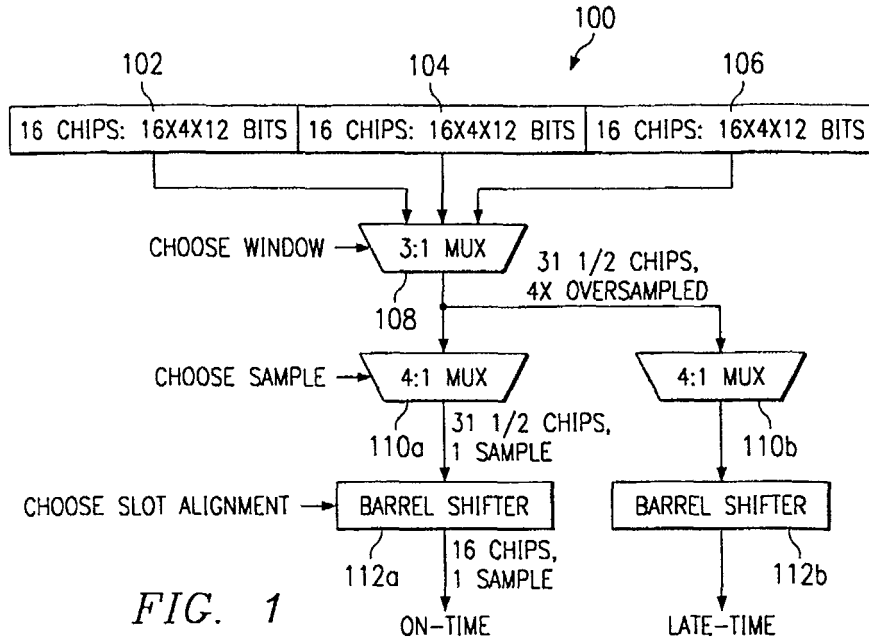 100
102
104
106
16 CHIPS: 16X4X12 BITS
16 CHIPS: 16X4X12 BITS
16 CHIPS: 16X4X12 BITS
CHOOSE WINDOW
3:1 MUX
108
31 1/2 CHIPS,
4X OVERSAMPLED
CHOOSE SAMPLE
4:1 MUX
4:1 MUX
110a
31 1/2 CHIPS,
1 SAMPLE
110b
CHOOSE SLOT ALIGNMENT
BARREL SHIFTER
BARREL SHIFTER
112a
16 CHIPS,
1 SAMPLE
112b
FIG. 1
ON-TIME
LATE-TIME